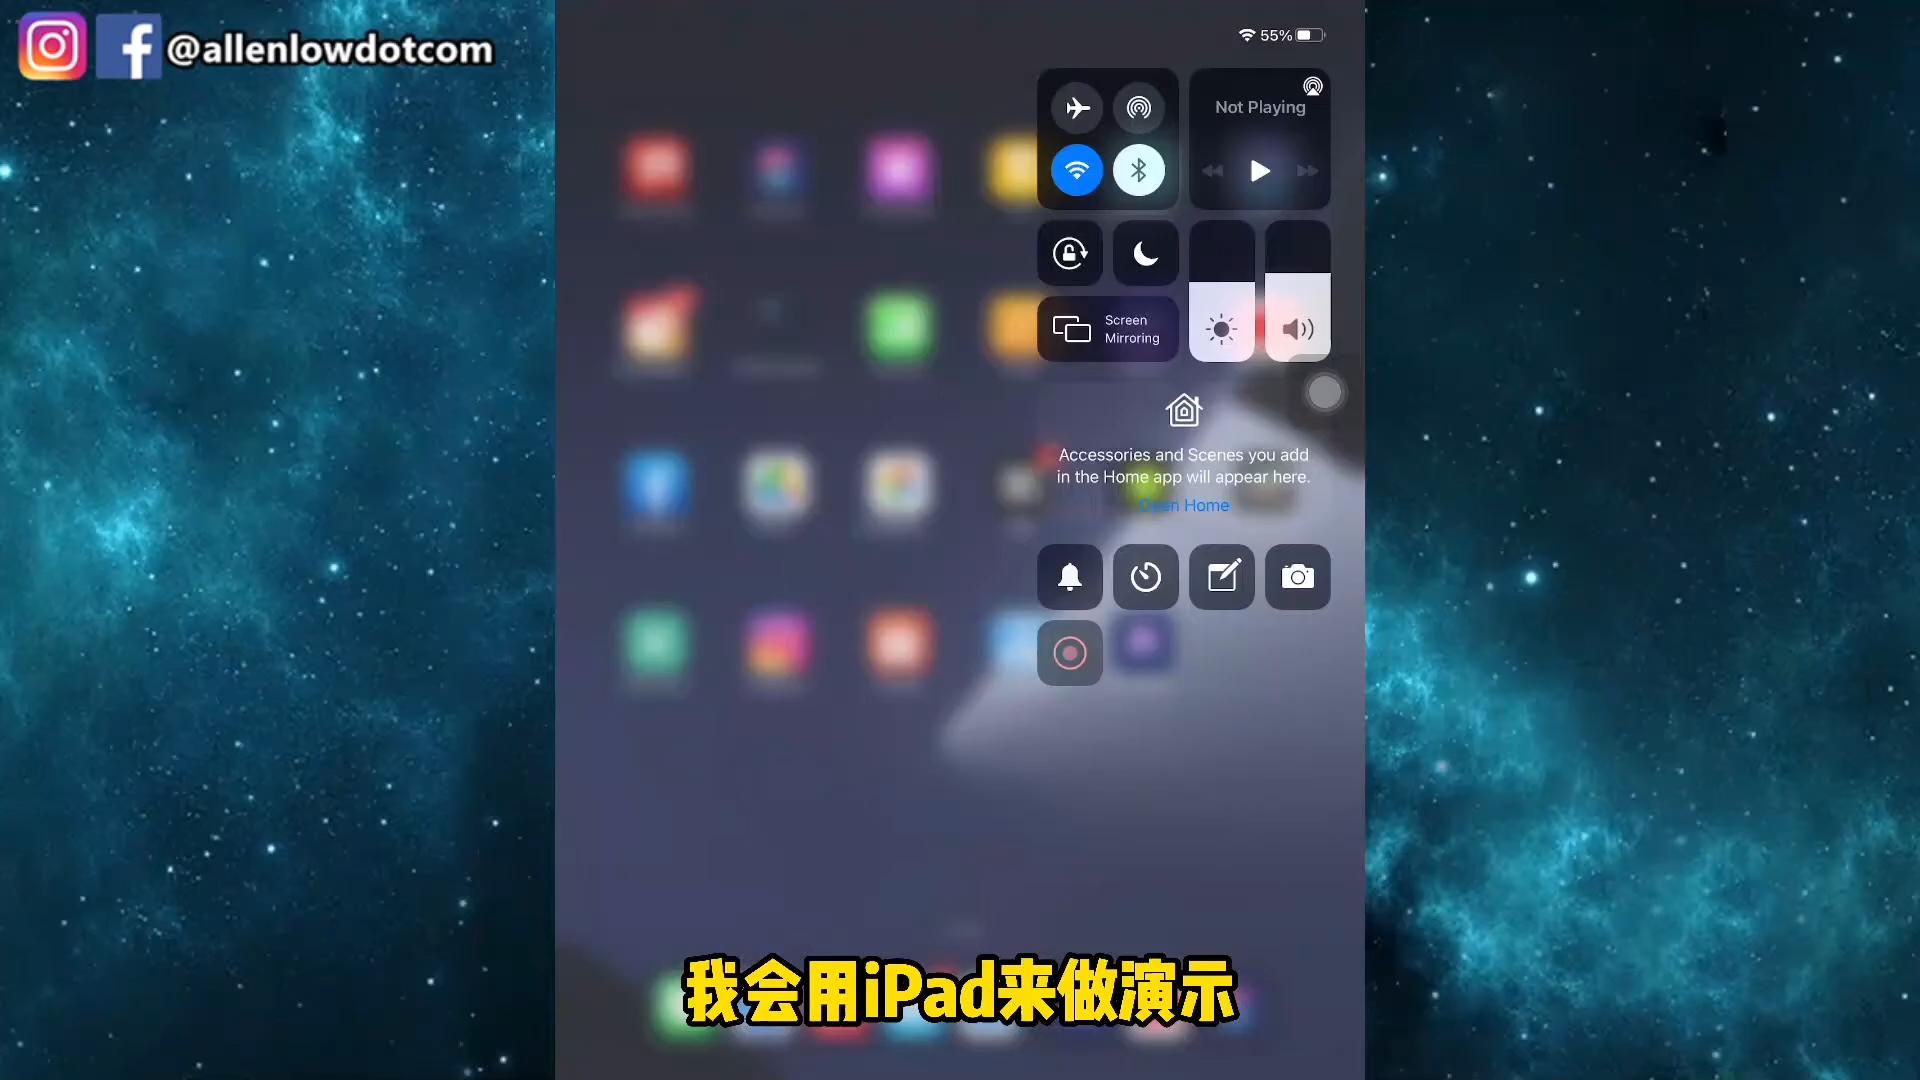 @allenlowdotcom
55%
Not Playing
Screen
Mirroring
Accessories and Scenes you add
in the Home app will appear here.
Open Home
我会用iPad来做演示